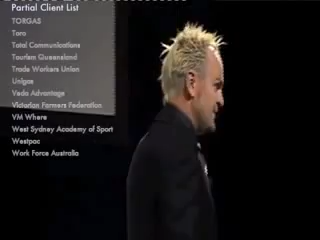 Partial Client List
TORGAS
Toro
Total Communications
Tourism Queensland
Trade Workers Union
Unigas
Veda Advantage
Victorian Farmers Federation
VM Where
West Sydney Academy of Sport
Westpac
Work Force Australia